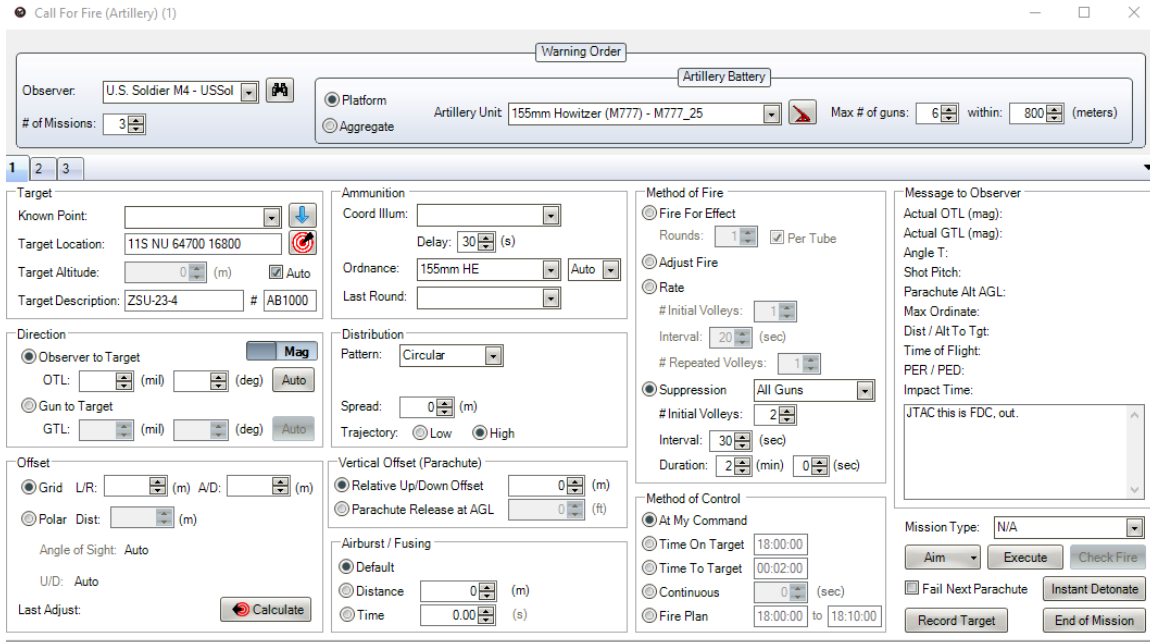 Call For Fire (Artillery) (1)
Warning Order
Observer: U.S. Soldier M4 - USSol
# of Missions: 3
Artillery Battery
Platform
Aggregate
Artillery Unit 155mm Howitzer (M777) - M777_25
Max # of guns: 6 within: 800 (meters)
1 2 3
Target
Known Point:
Target Location: 11S NU 64700 16800
Target Altitude: 0 (m) Auto
Target Description: ZSU-23-4 # AB1000
Direction
Observer to Target Mag
OTL: (mil) (deg) Auto
Gun to Target
GTL: (mil) (deg) Auto
Offset
Grid L/R: (m) A/D: (m)
Polar Dist: (m)
Angle of Sight: Auto
U/D: Auto
Last Adjust: Calculate
Ammunition
Coord Illum:
Delay: 30 (s)
Ordnance: 155mm HE Auto
Last Round:
Distribution
Pattern: Circular
Spread: 0 (m)
Trajectory: Low High
Vertical Offset (Parachute)
Relative Up/Down Offset 0 (m)
Parachute Release at AGL 0 (ft)
Airburst / Fusing
Default
Distance 0 (m)
Time 0.00 (s)
Method of Fire
Fire For Effect
Rounds: 1 Per Tube
Adjust Fire
Rate
# Initial Volleys: 1
Interval: 20 (sec)
# Repeated Volleys: 1
Suppression All Guns
# Initial Volleys: 2
Interval: 30 (sec)
Duration: 2 (min) 0 (sec)
Method of Control
At My Command
Time On Target 18:00:00
Time To Target 00:02:00
Continuous 0 (sec)
Fire Plan 18:00:00 to 18:10:00
Message to Observer
Actual OTL (mag):
Actual GTL (mag):
Angle T:
Shot Pitch:
Parachute Alt AGL:
Max Ordinate:
Dist / Alt To Tgt:
Time of Flight:
PER / PED:
Impact Time:
JTAC this is FDC, out.
Mission Type: N/A
Aim Execute Check Fire
Fail Next Parachute Instant Detonate
Record Target End of Mission